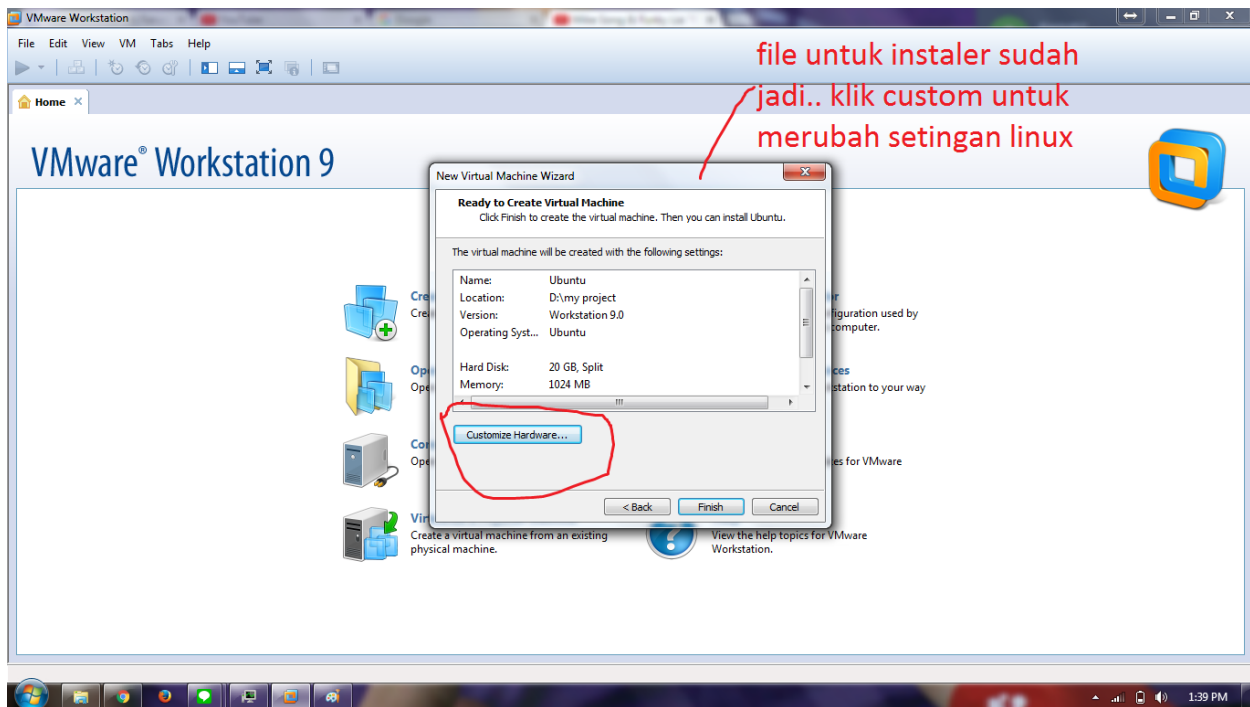 VMware Workstation
File Edit View VM Tabs Help
file untuk instaler sudah
jadi.. klik custom untuk
merubah setingan linux
Home
VMware® Workstation 9
New Virtual Machine Wizard
Ready to Create Virtual Machine
Click Finish to create the virtual machine. Then you can install Ubuntu.
The virtual machine will be created with the following settings:
Name: Ubuntu
Location: D:\my project
Version: Workstation 9.0
Operating Syst... Ubuntu
Hard Disk: 20 GB, Split
Memory: 1024 MB
Customize Hardware...
< Back Finish Cancel
figuration used by
computer.
station to your way
es for VMware
Create a virtual machine from an existing
physical machine.
View the help topics for VMware
Workstation.
1:39 PM